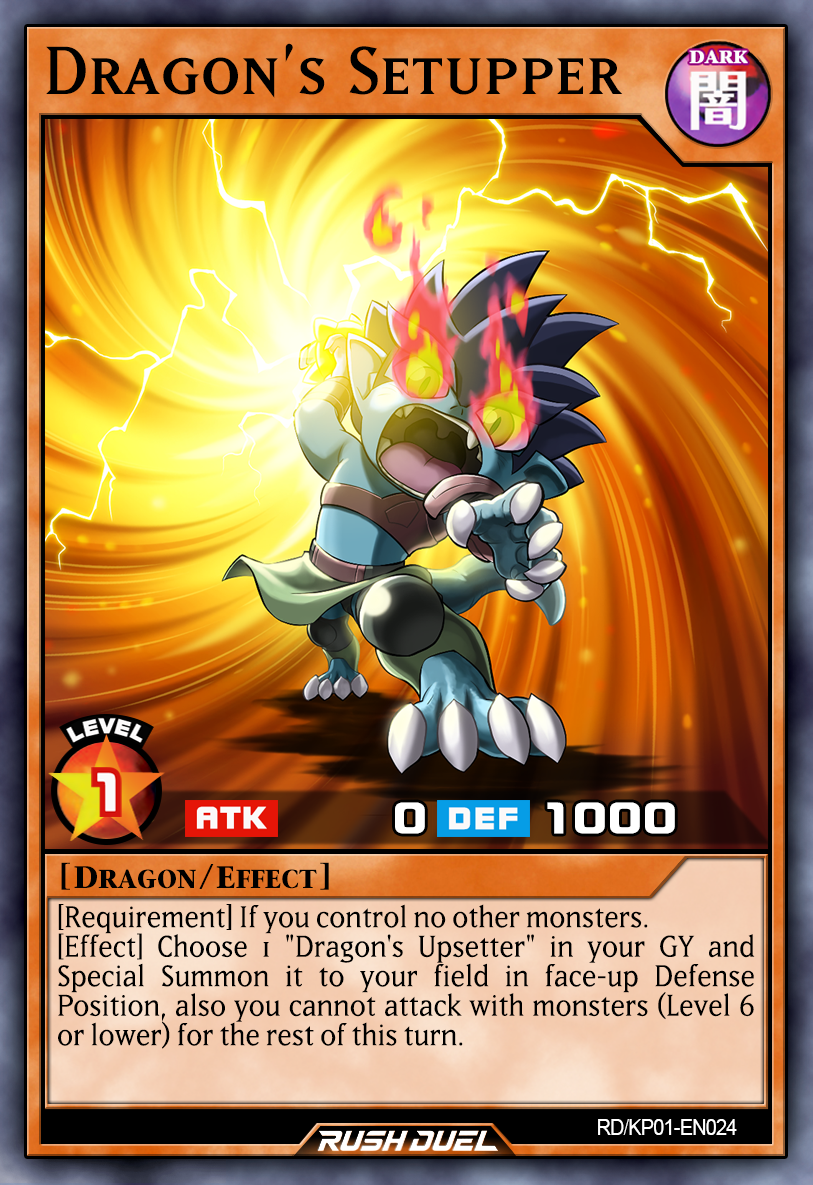 Dragon's Setupper
DARK
闇
LEVEL
1
ATK 0 DEF 1000
[Dragon/Effect]
[Requirement] If you control no other monsters.
[Effect] Choose 1 "Dragon's Upsetter" in your GY and
Special Summon it to your field in face-up Defense
Position, also you cannot attack with monsters (Level 6
or lower) for the rest of this turn.
RD/KP01-EN024
RUSH DUEL